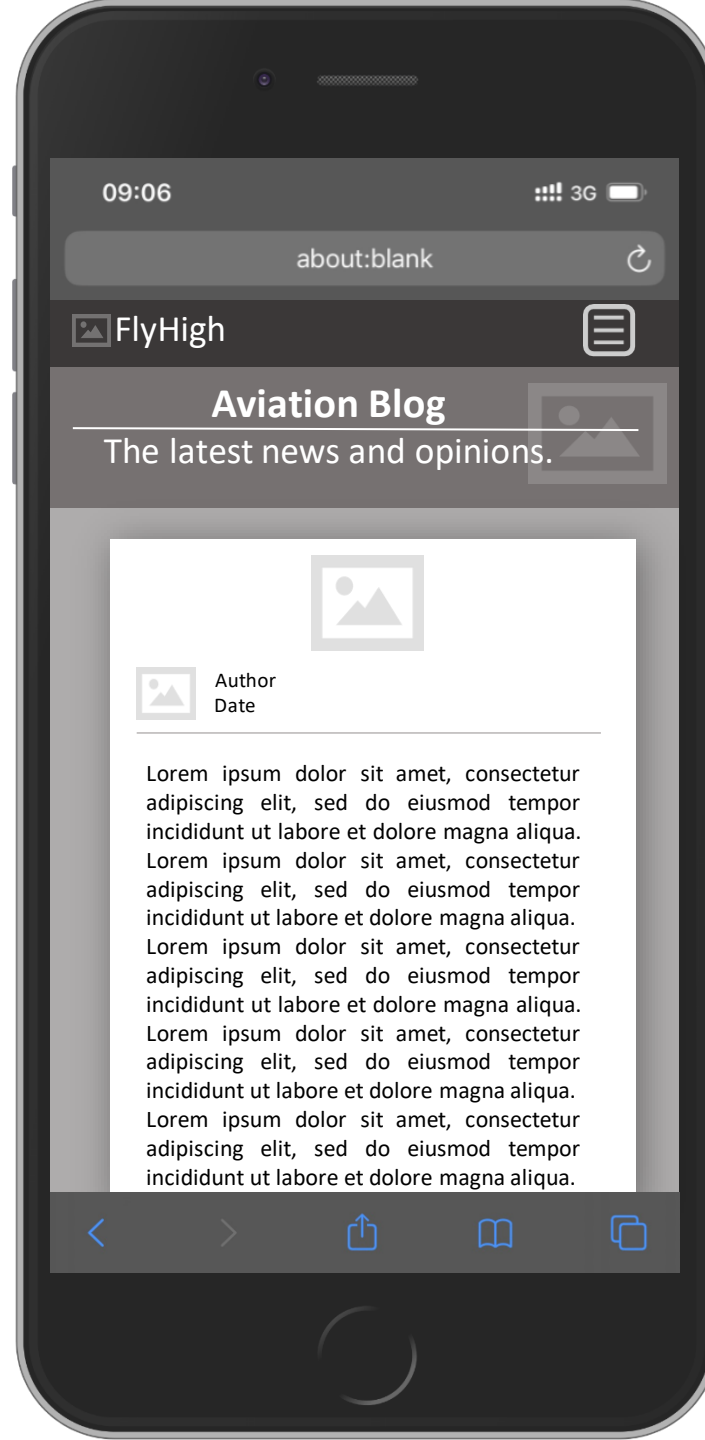 09:06 3G
about:blank
FlyHigh
Aviation Blog
The latest news and opinions.
Author
Date
Lorem ipsum dolor sit amet, consectetur
adipiscing elit, sed do eiusmod tempor
incididunt ut labore et dolore magna aliqua.
Lorem ipsum dolor sit amet, consectetur
adipiscing elit, sed do eiusmod tempor
incididunt ut labore et dolore magna aliqua.
Lorem ipsum dolor sit amet, consectetur
adipiscing elit, sed do eiusmod tempor
incididunt ut labore et dolore magna aliqua.
Lorem ipsum dolor sit amet, consectetur
adipiscing elit, sed do eiusmod tempor
incididunt ut labore et dolore magna aliqua.
Lorem ipsum dolor sit amet, consectetur
adipiscing elit, sed do eiusmod tempor
incididunt ut labore et dolore magna aliqua.